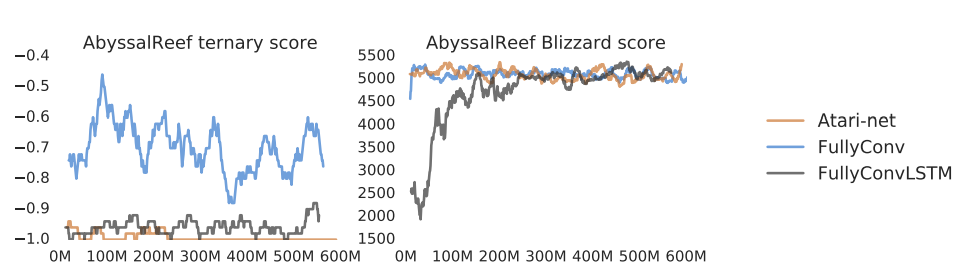 AbyssalReef ternary score
−0.4
−0.5
−0.6
−0.7
−0.8
−0.9
−1.0
0M 100M 200M 300M 400M 500M 600M
AbyssalReef Blizzard score
5500
5000
4500
4000
3500
3000
2500
2000
1500
0M 100M 200M 300M 400M 500M 600M
Atari-net
FullyConv
FullyConvLSTM